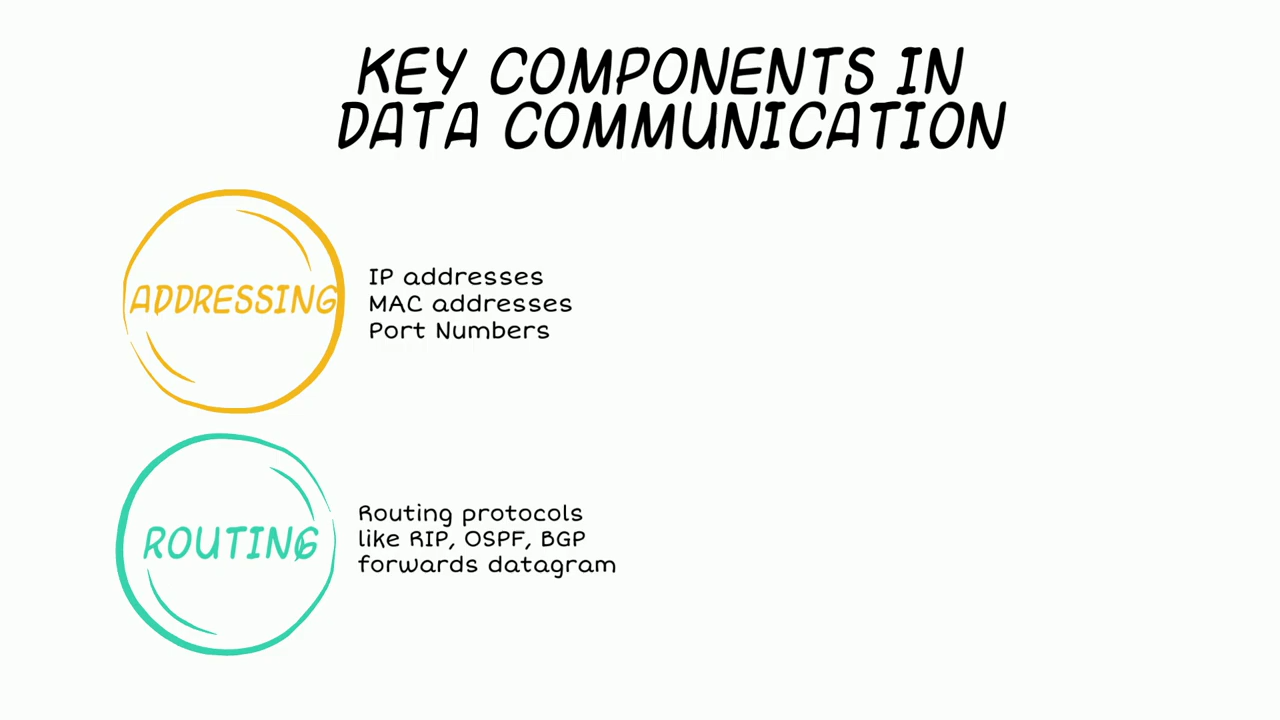 KEY COMPONENTS IN
DATA COMMUNICATION
ADDRESSING
IP addresses
MAC addresses
Port Numbers
ROUTING
Routing protocols
like RIP, OSPF, BGP
forwards datagram